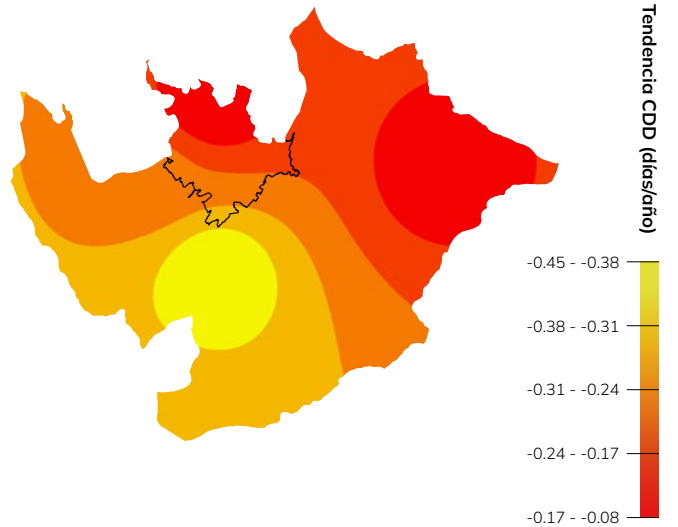 Tendencia CDD (días/año)
-0.45 - -0.38
-0.38 - -0.31
-0.31 - -0.24
-0.24 - -0.17
-0.17 - -0.08